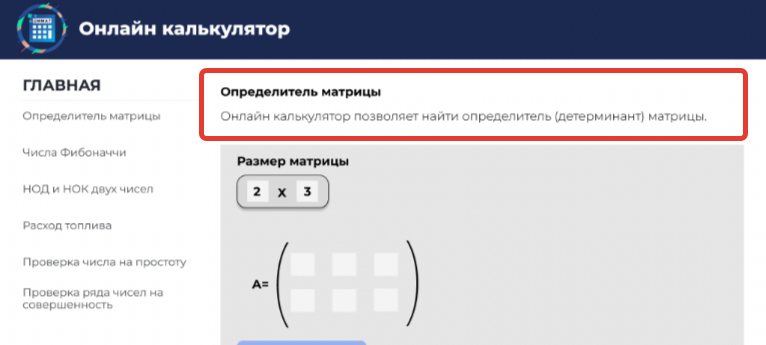 Онлайн калькулятор
ГЛАВНАЯ
Определитель матрицы
Числа Фибоначчи
НОД и НОК двух чисел
Расход топлива
Проверка числа на простоту
Проверка ряда чисел на
совершенность
Определитель матрицы
Онлайн калькулятор позволяет найти определитель (детерминант) матрицы.
Размер матрицы
2 X 3
A=